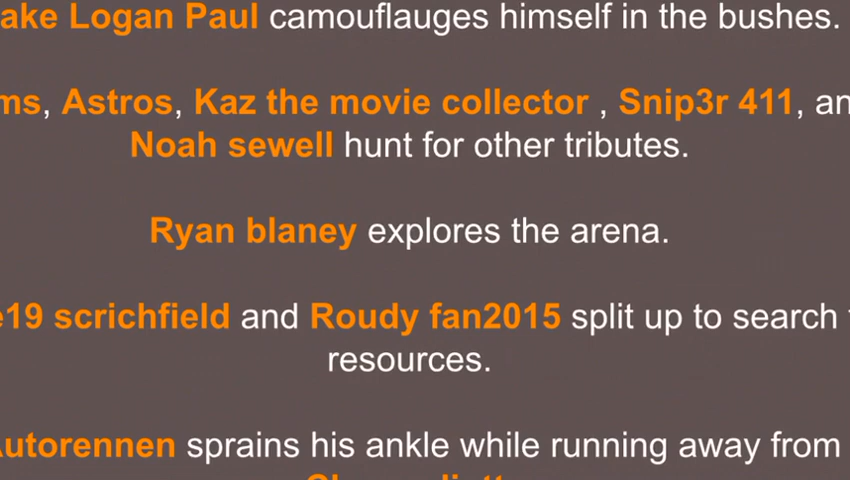 ake Logan Paul camouflauges himself in the bushes.
ms, Astros, Kaz the movie collector , Snip3r 411, an
Noah sewell hunt for other tributes.
Ryan blaney explores the arena.
e19 scrichfield and Roudy fan2015 split up to search
resources.
Autorennen sprains his ankle while running away from